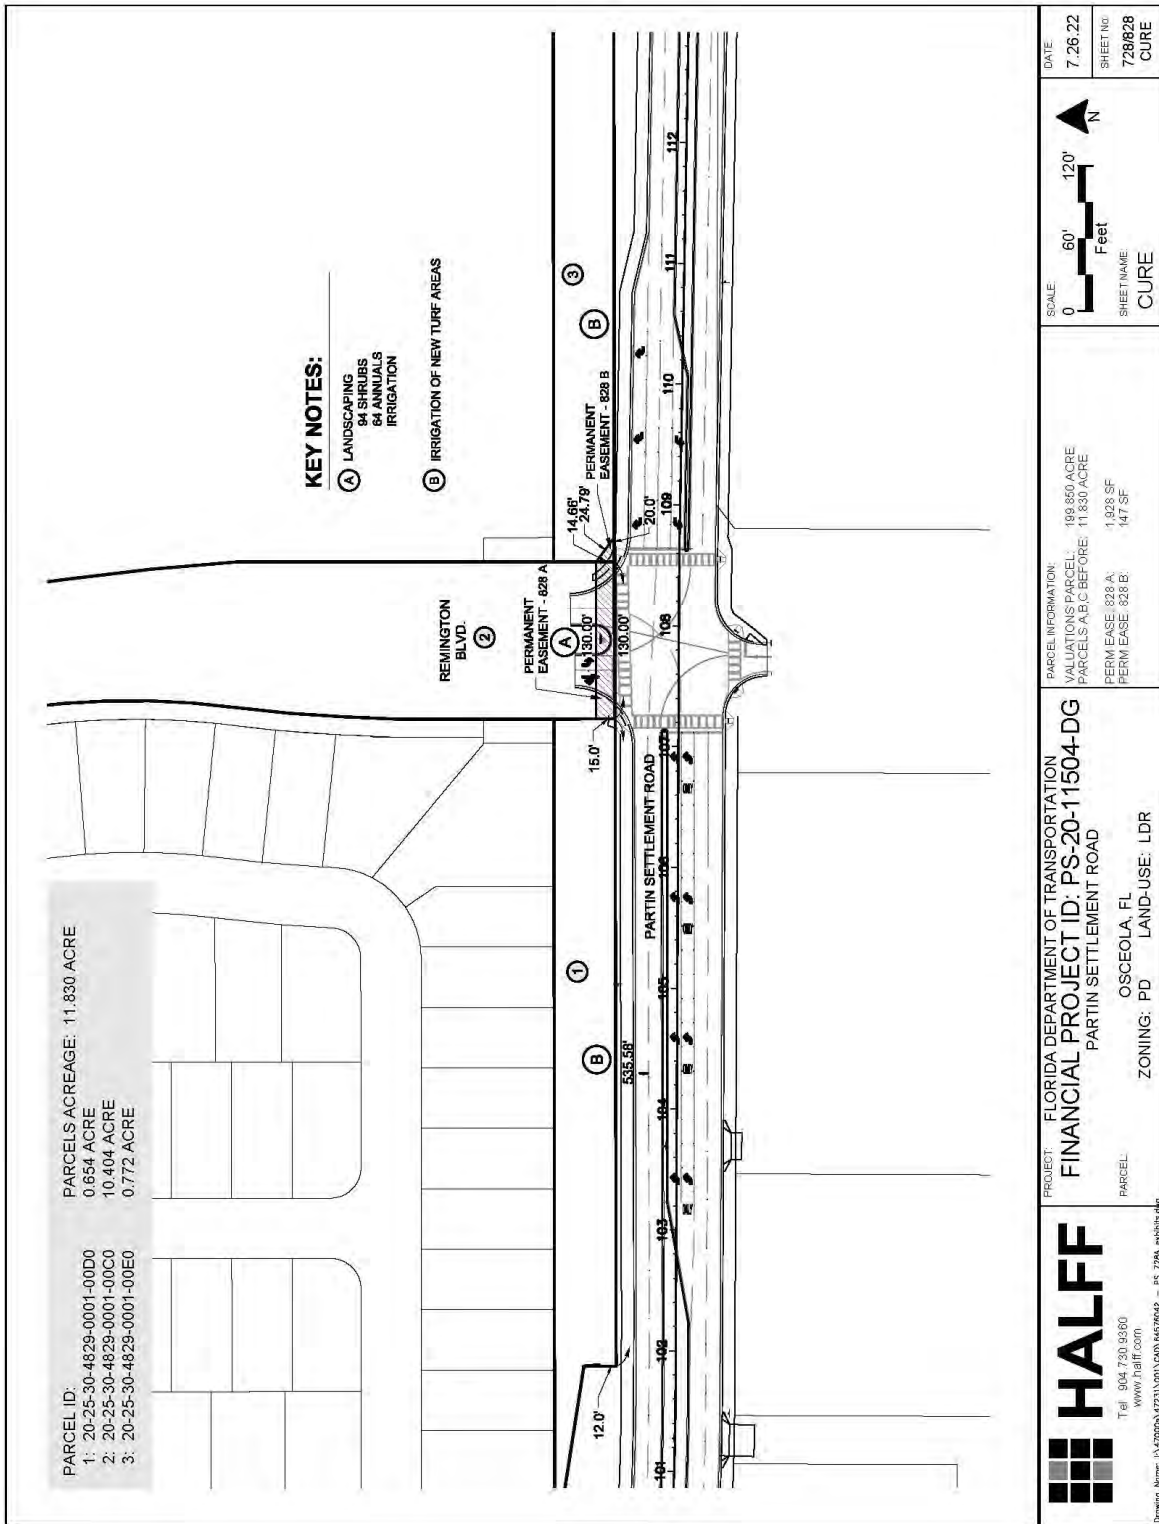 PARCEL ID:
PARCELS ACREAGE: 11.830 ACRE
1: 20-25-30-4829-0001-00D0
0.654 ACRE
2: 20-25-30-4829-0001-00C0
10.404 ACRE
3: 20-25-30-4829-0001-00E0
0.772 ACRE
KEY NOTES:
A LANDSCAPING
94 SHRUBS
64 ANNUALS
IRRIGATION
B IRRIGATION OF NEW TURF AREAS
REMINGTON
BLVD.
2
PERMANENT
EASEMENT - 828 A
A
130.00'
130.00'
15.0'
14.66'
24.79'
PERMANENT
EASEMENT - 828 B
20.0'
B
3
1
B
535.58'
12.0'
PARTIN SETTLEMENT ROAD
101
102
103
104
105
106
107
108
109
110
111
112
HALFF
Tel 904.730.9360
www.halff.com
PROJECT: FLORIDA DEPARTMENT OF TRANSPORTATION
FINANCIAL PROJECT ID: PS-20-11504-DG
PARTIN SETTLEMENT ROAD
PARCEL:
OSCEOLA, FL
ZONING: PD LAND-USE: LDR
PARCEL INFORMATION:
VALUATIONS PARCEL: 199.850 ACRE
PARCELS A,B,C BEFORE: 11.830 ACRE
PERM EASE. 828 A: 1,928 SF
PERM EASE. 828 B: 147 SF
SCALE:
0 60' 120'
Feet
N
SHEET NAME:
CURE
DATE:
7.26.22
SHEET No:
728/828
CURE